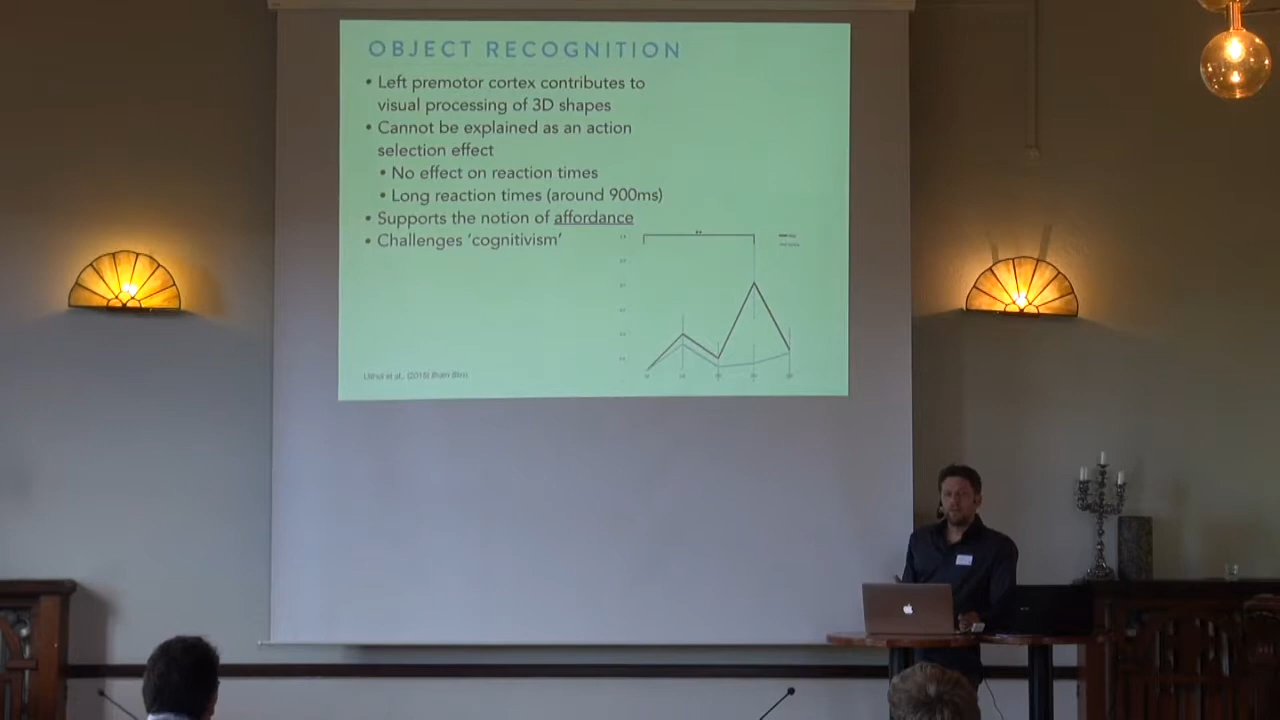 OBJECT RECOGNITION
• Left premotor cortex contributes to
visual processing of 3D shapes
• Cannot be explained as an action
selection effect
• No effect on reaction times
• Long reaction times (around 900ms)
• Supports the notion of affordance
• Challenges 'cognitivism'